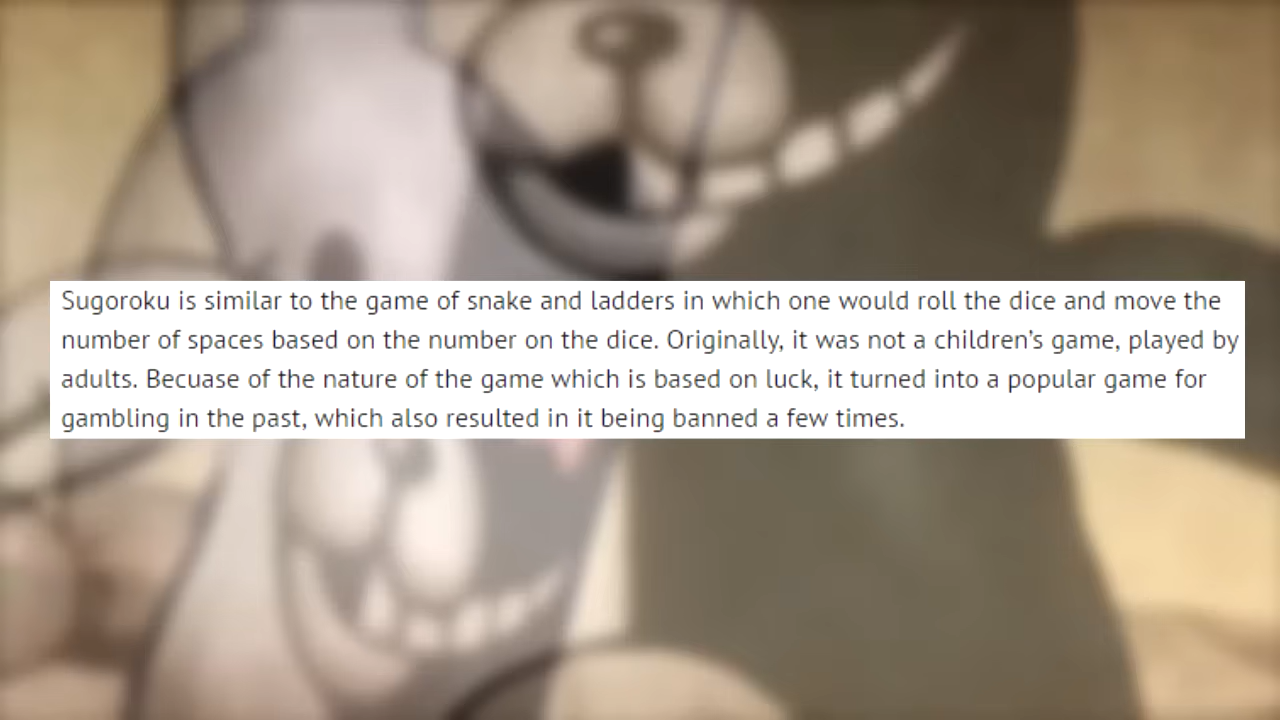 Sugoroku is similar to the game of snake and ladders in which one would roll the dice and move the
number of spaces based on the number on the dice. Originally, it was not a children’s game, played by
adults. Becuase of the nature of the game which is based on luck, it turned into a popular game for
gambling in the past, which also resulted in it being banned a few times.